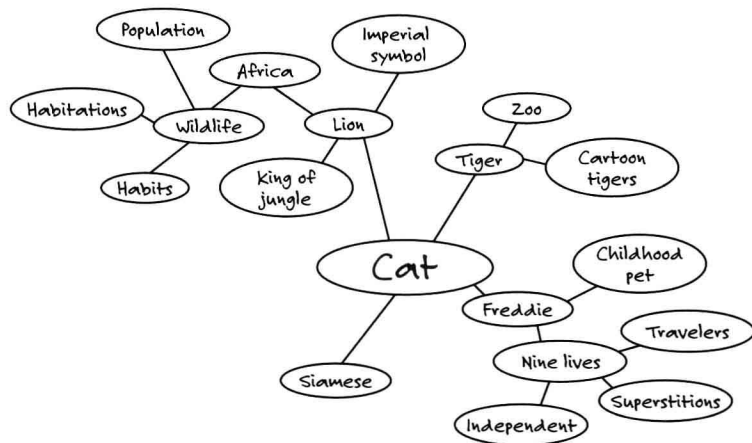 Population
Imperial
symbol
Africa
Habitations
Wildlife
Lion
Zoo
Tiger
Cartoon
tigers
Habits
King of
jungle
Cat
Childhood
pet
Freddie
Travelers
Nine lives
Siamese
Superstitions
Independent